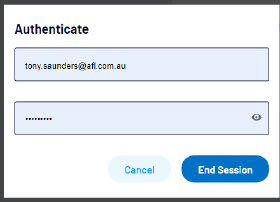 Authenticate
tony.saunders@afl.com.au
•••••••••
Cancel
End Session